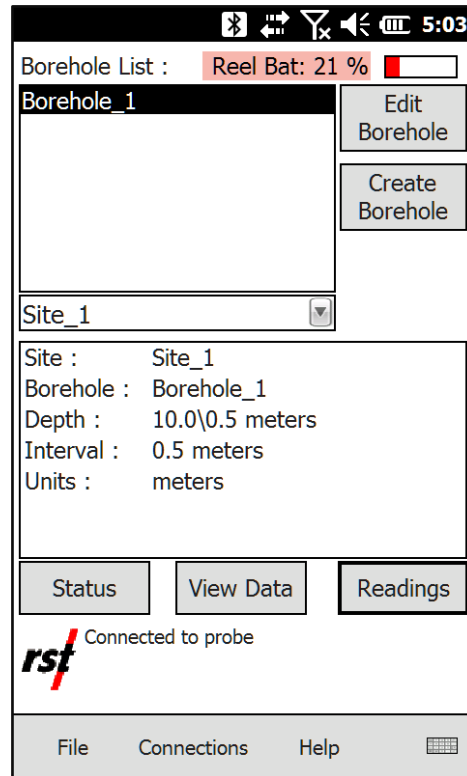 5:03
Borehole List : Reel Bat: 21 %
Borehole_1
Edit
Borehole
Create
Borehole
Site_1
Site : Site_1
Borehole : Borehole_1
Depth : 10.0\0.5 meters
Interval : 0.5 meters
Units : meters
Status View Data Readings
Connected to probe
rst
File Connections Help